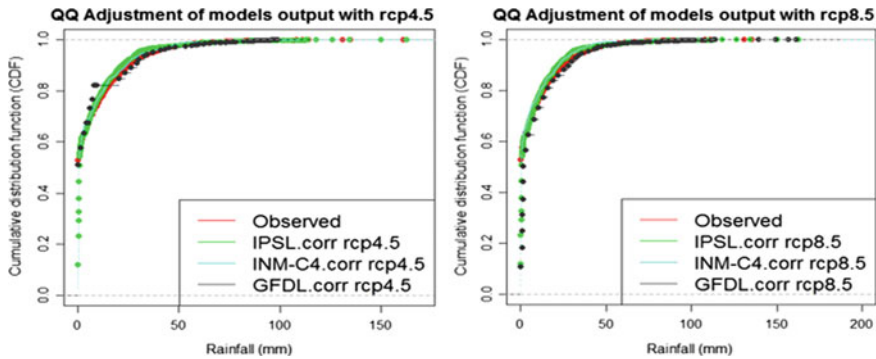 QQ Adjustment of models output with rcp4.5
Cumulative distribution function (CDF)
1.0
0.8
0.6
0.4
0.2
0.0
Observed
IPSL.corr rcp4.5
INM-C4.corr rcp4.5
GFDL.corr rcp4.5
0 50 100 150
Rainfall (mm)
QQ Adjustment of models output with rcp8.5
Cumulative distribution function (CDF)
1.0
0.8
0.6
0.4
0.2
0.0
Observed
IPSL.corr rcp8.5
INM-C4.corr rcp8.5
GFDL.corr rcp8.5
0 50 100 150 200
Rainfall (mm)